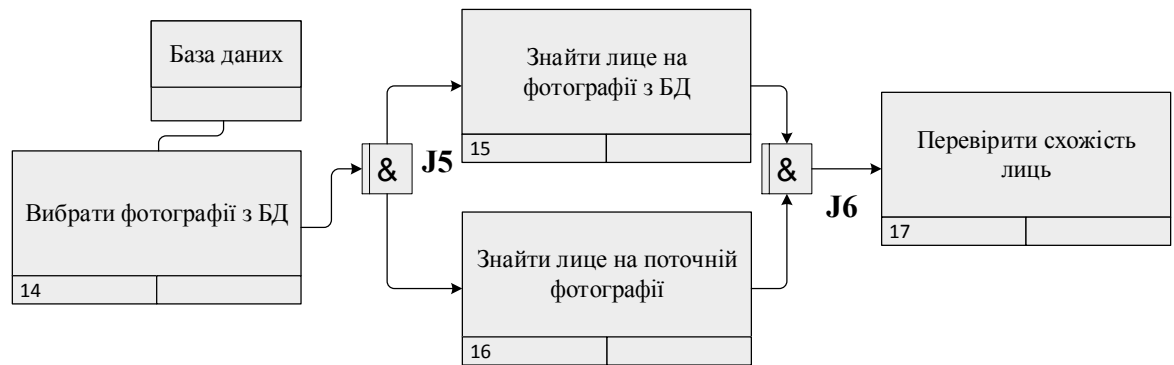 База даних
Вибрати фотографії з БД
14
&
J5
Знайти лице на
фотографії з БД
15
Знайти лице на поточній
фотографії
16
&
J6
Перевірити схожість
лиць
17